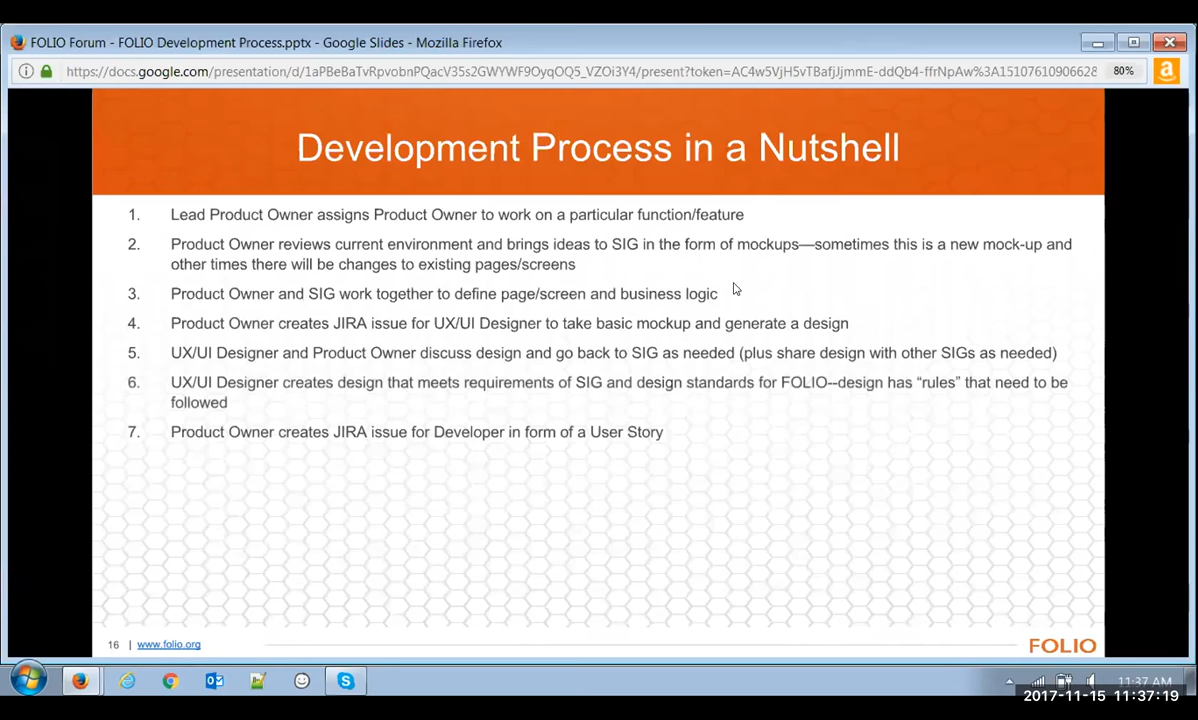 FOLIO Forum - FOLIO Development Process.pptx - Google Slides - Mozilla Firefox
https://docs.google.com/presentation/d/1aPBeBaTvRpvobnPQacV35s2GWYWF9OyqOQ5_VZOi3Y4/present?token=AC4w5VjH5vTBafjJjmmE-ddQb4-ffrNpAw%3A15107610906628
80%
Development Process in a Nutshell
1. Lead Product Owner assigns Product Owner to work on a particular function/feature
2. Product Owner reviews current environment and brings ideas to SIG in the form of mockups—sometimes this is a new mock-up and
other times there will be changes to existing pages/screens
3. Product Owner and SIG work together to define page/screen and business logic
4. Product Owner creates JIRA issue for UX/UI Designer to take basic mockup and generate a design
5. UX/UI Designer and Product Owner discuss design and go back to SIG as needed (plus share design with other SIGs as needed)
6. UX/UI Designer creates design that meets requirements of SIG and design standards for FOLIO--design has “rules” that need to be
followed
7. Product Owner creates JIRA issue for Developer in form of a User Story
16 | www.folio.org
FOLIO
11:37 AM
2017-11-15 11:37:19